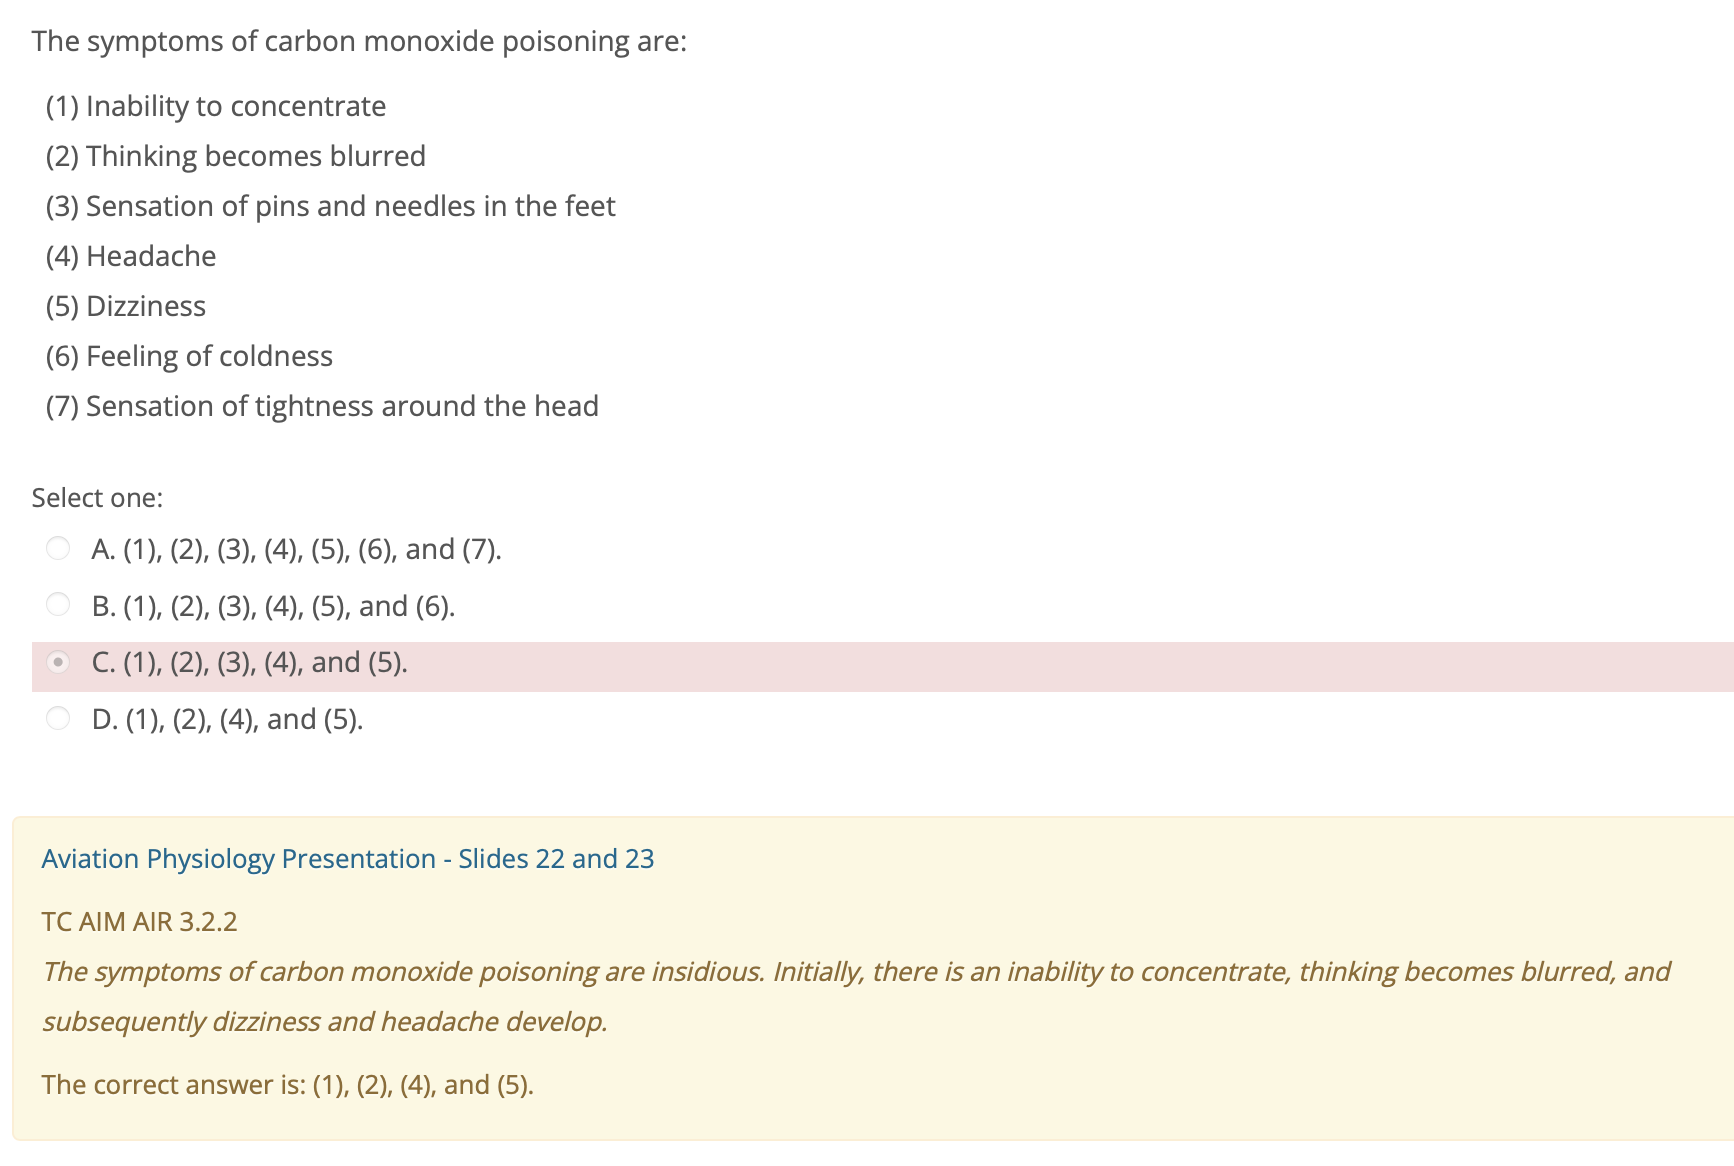 The symptoms of carbon monoxide poisoning are:
(1) Inability to concentrate
(2) Thinking becomes blurred
(3) Sensation of pins and needles in the feet
(4) Headache
(5) Dizziness
(6) Feeling of coldness
(7) Sensation of tightness around the head
Select one:
A. (1), (2), (3), (4), (5), (6), and (7).
B. (1), (2), (3), (4), (5), and (6).
C. (1), (2), (3), (4), and (5).
D. (1), (2), (4), and (5).
Aviation Physiology Presentation - Slides 22 and 23
TC AIM AIR 3.2.2
The symptoms of carbon monoxide poisoning are insidious. Initially, there is an inability to concentrate, thinking becomes blurred, and
subsequently dizziness and headache develop.
The correct answer is: (1), (2), (4), and (5).